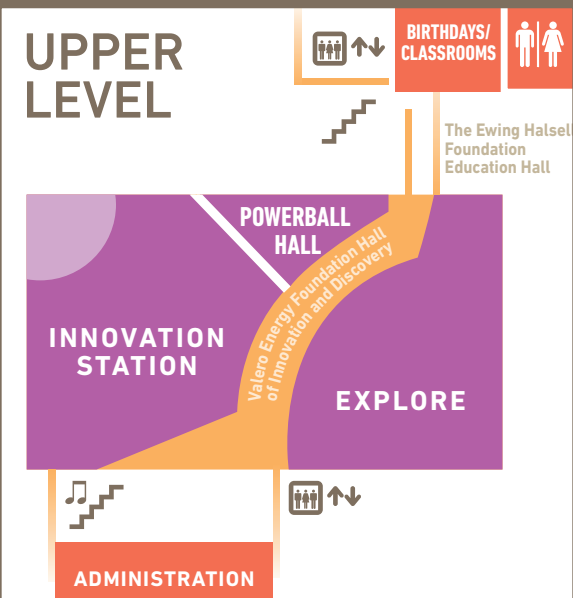 UPPER
LEVEL
BIRTHDAYS/
CLASSROOMS
The Ewing Halsell
Foundation
Education Hall
POWERBALL
HALL
Valero Energy Foundation Hall
of Innovation and Discovery
INNOVATION
STATION
EXPLORE
ADMINISTRATION